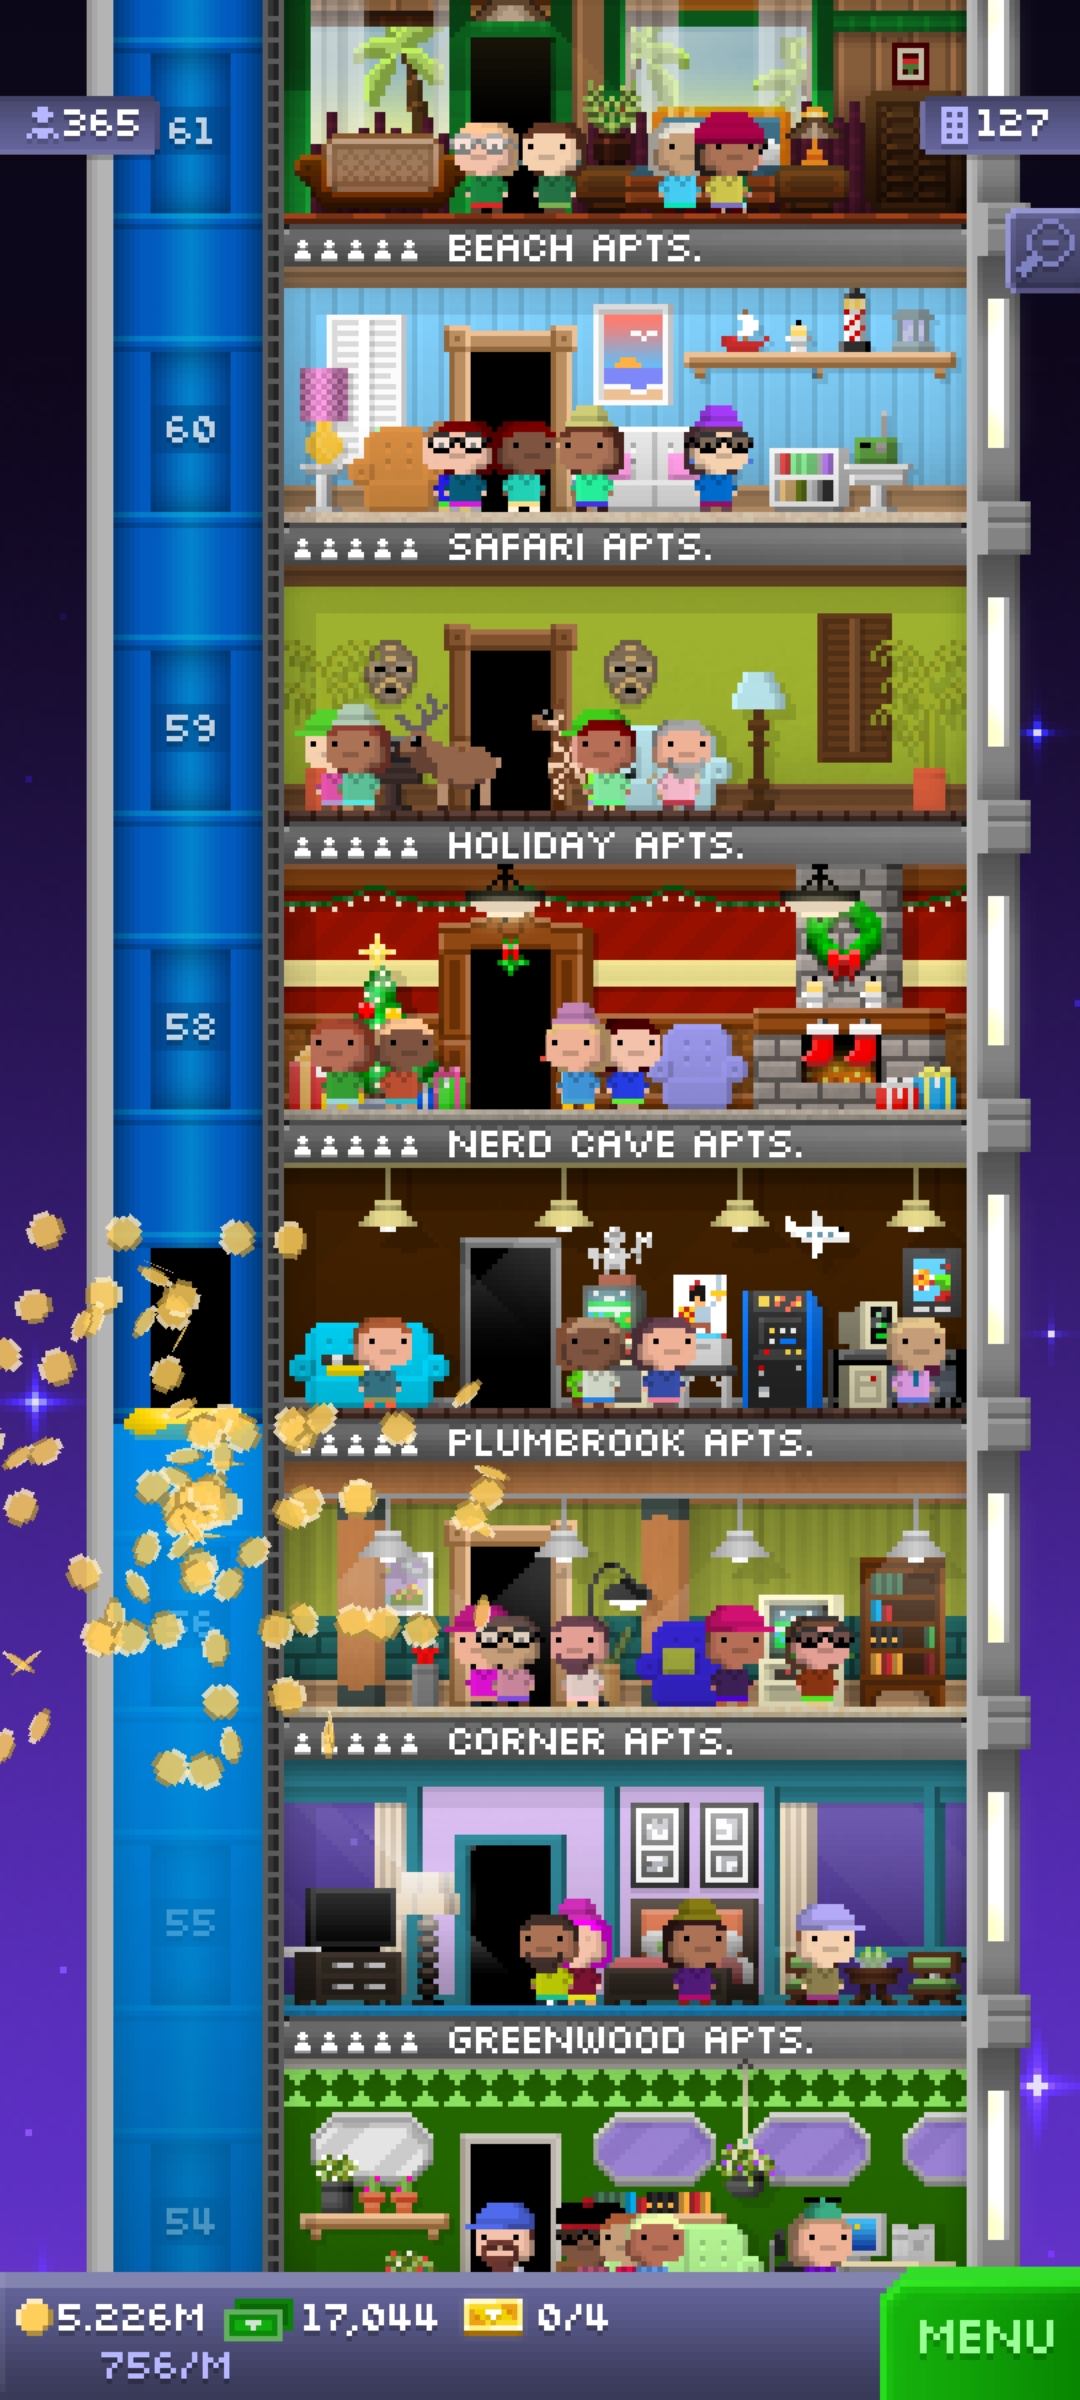 365
61
127
BEACH APTS.
60
SAFARI APTS.
59
HOLIDAY APTS.
58
NERD CAVE APTS.
PLUMBROOK APTS.
56
CORNER APTS.
55
GREENWOOD APTS.
54
5.226M 17,044 0/4
756/M
MENU